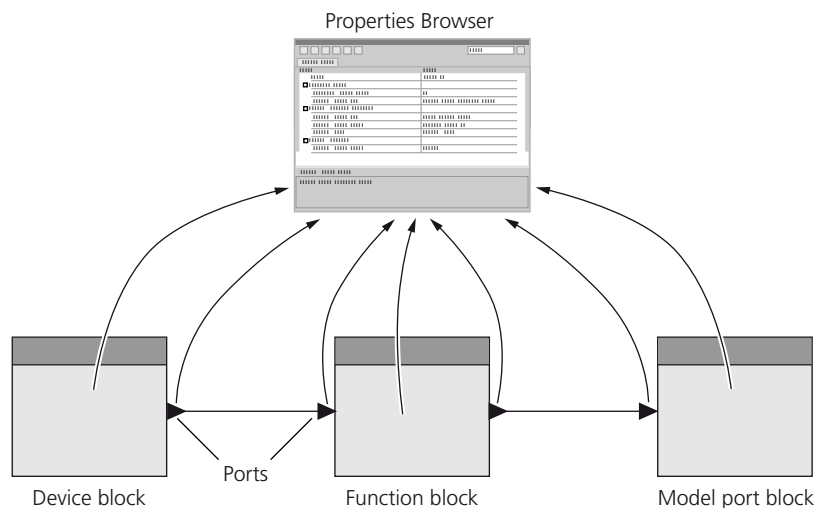 Properties Browser
Ports
Device block
Function block
Model port block